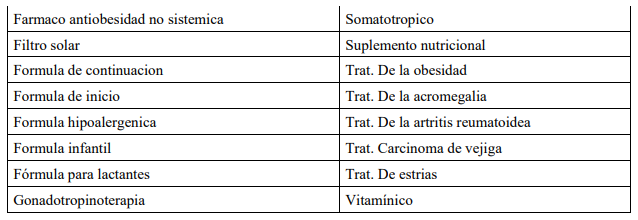 Farmaco antiobesidad no sistemica Somatotropico
Filtro solar Suplemento nutricional
Formula de continuacion Trat. De la obesidad
Formula de inicio Trat. De la acromegalia
Formula hipoalergenica Trat. De la artritis reumatoidea
Formula infantil Trat. Carcinoma de vejiga
Fórmula para lactantes Trat. De estrias
Gonadotropinoterapia Vitamínico